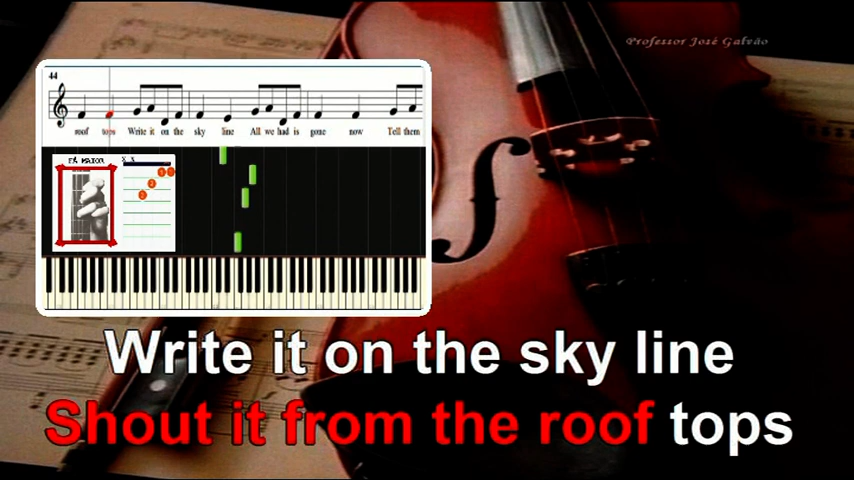 Professor José Galvão
44
roof tops Write it on the sky line All we had is gone now Tell them
FÁ MAIOR X X
Write it on the sky line
Shout it from the roof tops